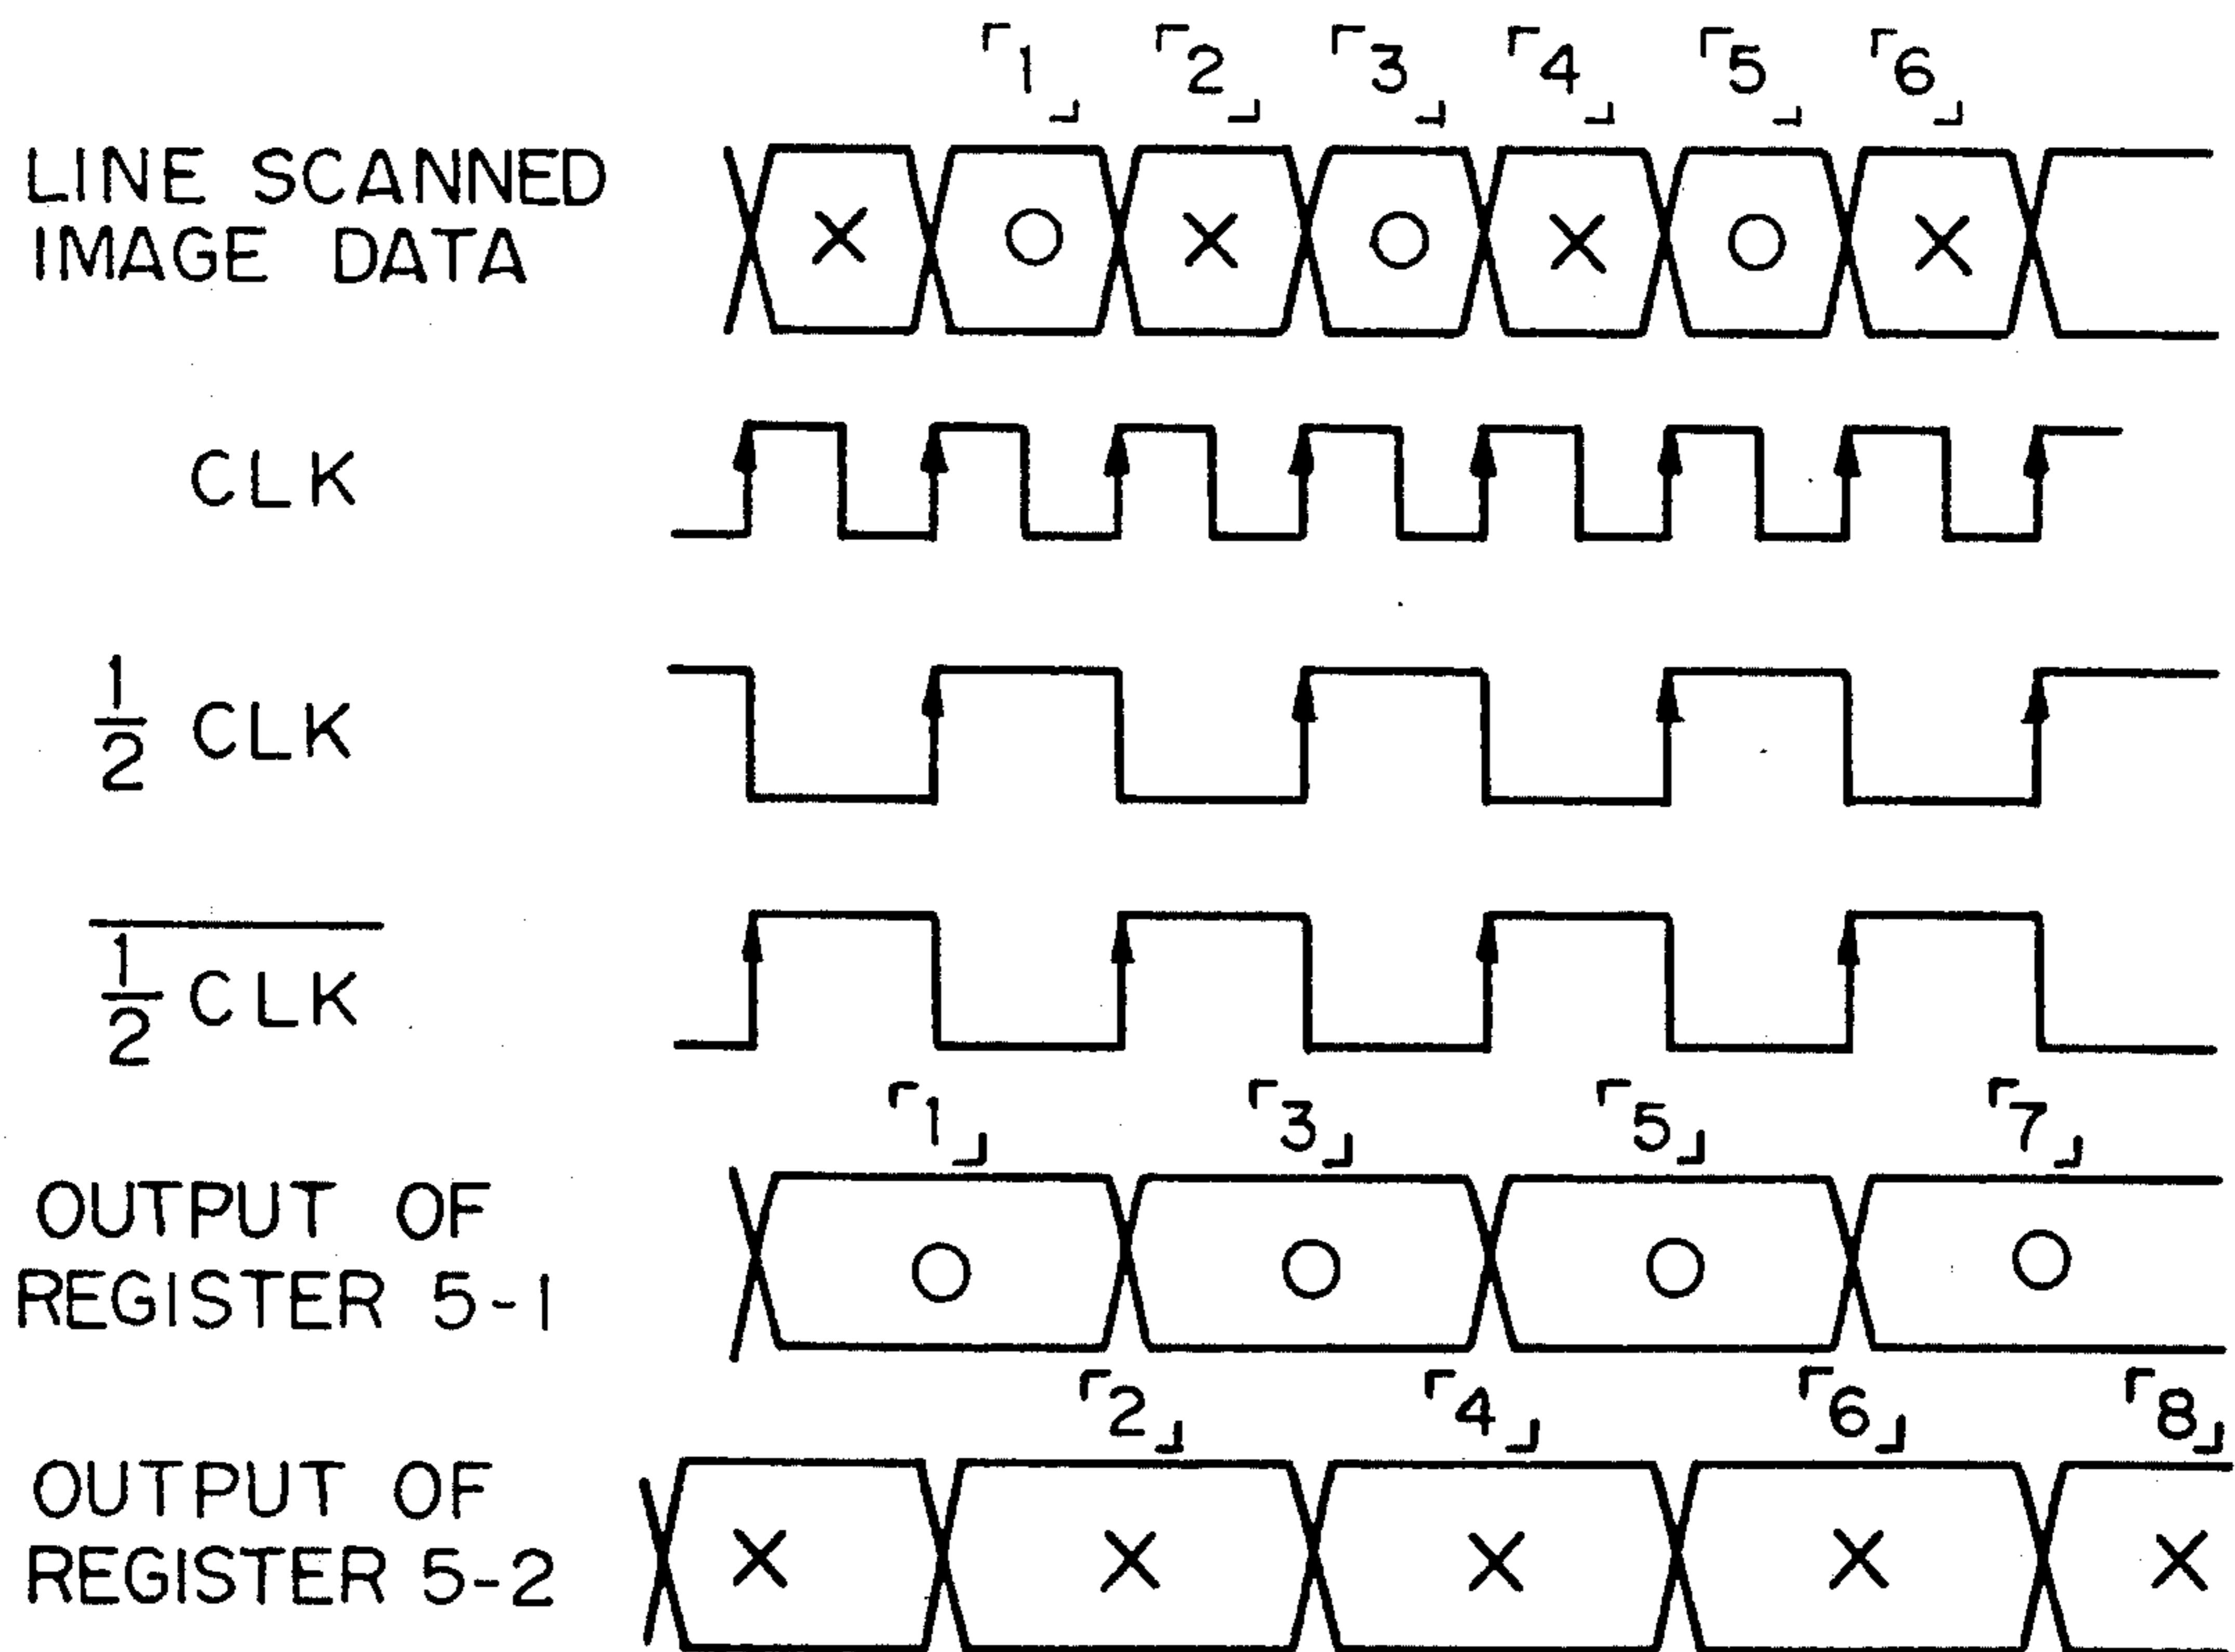 「1」 「2」 「3」 「4」 「5」 「6」
LINE SCANNED
IMAGE DATA
× ○ × ○ × ○ ×
CLK
1/2 CLK
1/2 CLK
「1」 「3」 「5」 「7」
OUTPUT OF
REGISTER 5-1
○ ○ ○ ○
「2」 「4」 「6」 「8」
OUTPUT OF
REGISTER 5-2
× × × × ×